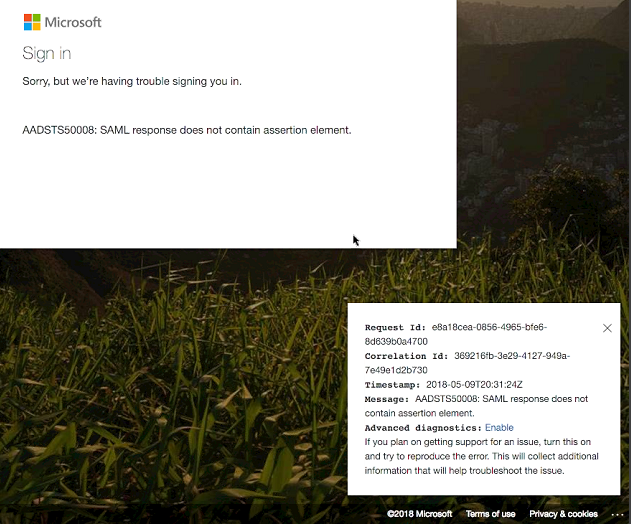 Microsoft
Sign in
Sorry, but we're having trouble signing you in.
AADSTS50008: SAML response does not contain assertion element.
Request Id: e8a18cea-0856-4965-bfe6-
8d639b0a4700
Correlation Id: 369216fb-3e29-4127-949a-
7e49e1d2b730
Timestamp: 2018-05-09T20:31:24Z
Message: AADSTS50008: SAML response does not
contain assertion element.
Advanced diagnostics: Enable
If you plan on getting support for an issue, turn this on
and try to reproduce the error. This will collect additional
information that will help troubleshoot the issue.
©2018 Microsoft Terms of use Privacy & cookies ...